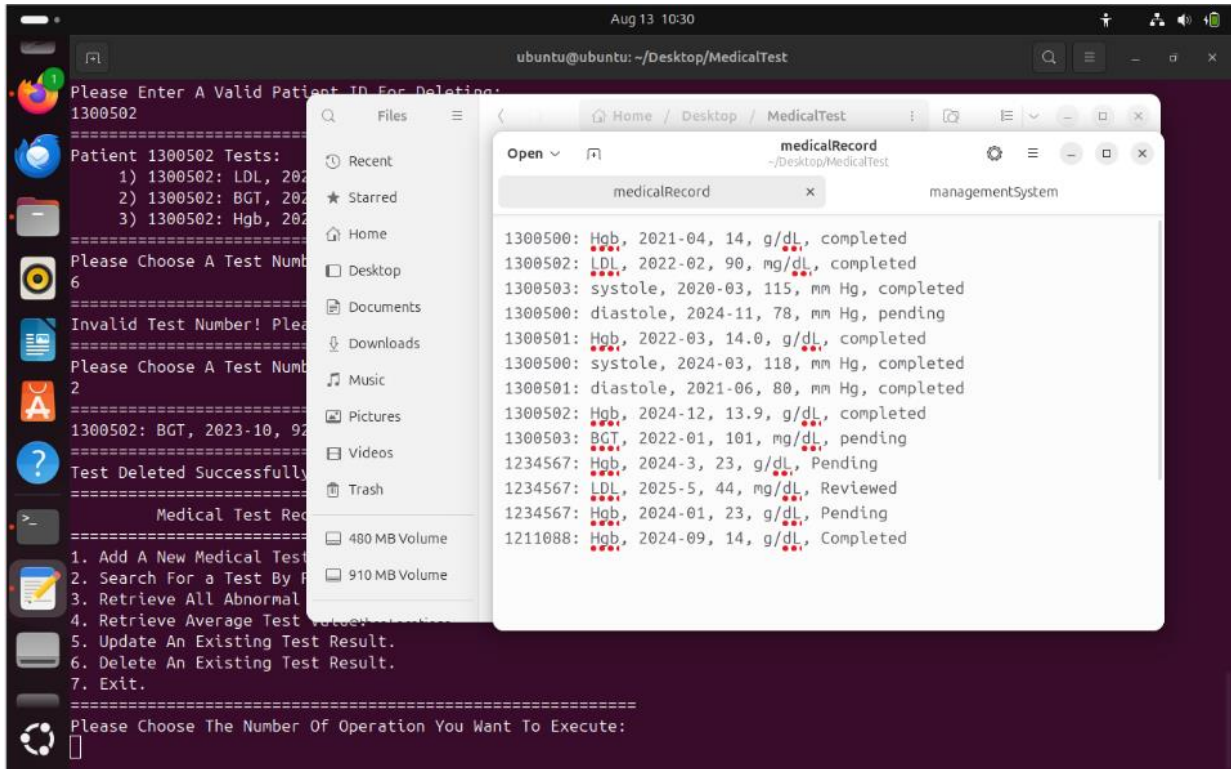 Aug 13 10:30
ubuntu@ubuntu: ~/Desktop/MedicalTest
Please Enter A Valid Patient ID For Deleting:
1300502
============================================================
Patient 1300502 Tests:
1) 1300502: LDL, 202
2) 1300502: BGT, 202
3) 1300502: Hgb, 202
Please Choose A Test Numb
6
Invalid Test Number! Plea
Please Choose A Test Numb
2
1300502: BGT, 2023-10, 92
Test Deleted Successfully
Medical Test Rec
1. Add A New Medical Test
2. Search For a Test By P
3. Retrieve All Abnormal
4. Retrieve Average Test Value.
5. Update An Existing Test Result.
6. Delete An Existing Test Result.
7. Exit.
============================================================
Please Choose The Number Of Operation You Want To Execute:
Files
Recent
Starred
Home
Desktop
Documents
Downloads
Music
Pictures
Videos
Trash
480 MB Volume
910 MB Volume
Home / Desktop / MedicalTest
Open
medicalRecord
~/Desktop/MedicalTest
medicalRecord
managementSystem
1300500: Hgb, 2021-04, 14, g/dL, completed
1300502: LDL, 2022-02, 90, mg/dL, completed
1300503: systole, 2020-03, 115, mm Hg, completed
1300500: diastole, 2024-11, 78, mm Hg, pending
1300501: Hgb, 2022-03, 14.0, g/dL, completed
1300500: systole, 2024-03, 118, mm Hg, completed
1300501: diastole, 2021-06, 80, mm Hg, completed
1300502: Hgb, 2024-12, 13.9, g/dL, completed
1300503: BGT, 2022-01, 101, mg/dL, pending
1234567: Hgb, 2024-3, 23, g/dL, Pending
1234567: LDL, 2025-5, 44, mg/dL, Reviewed
1234567: Hgb, 2024-01, 23, g/dL, Pending
1211088: Hgb, 2024-09, 14, g/dL, Completed
1